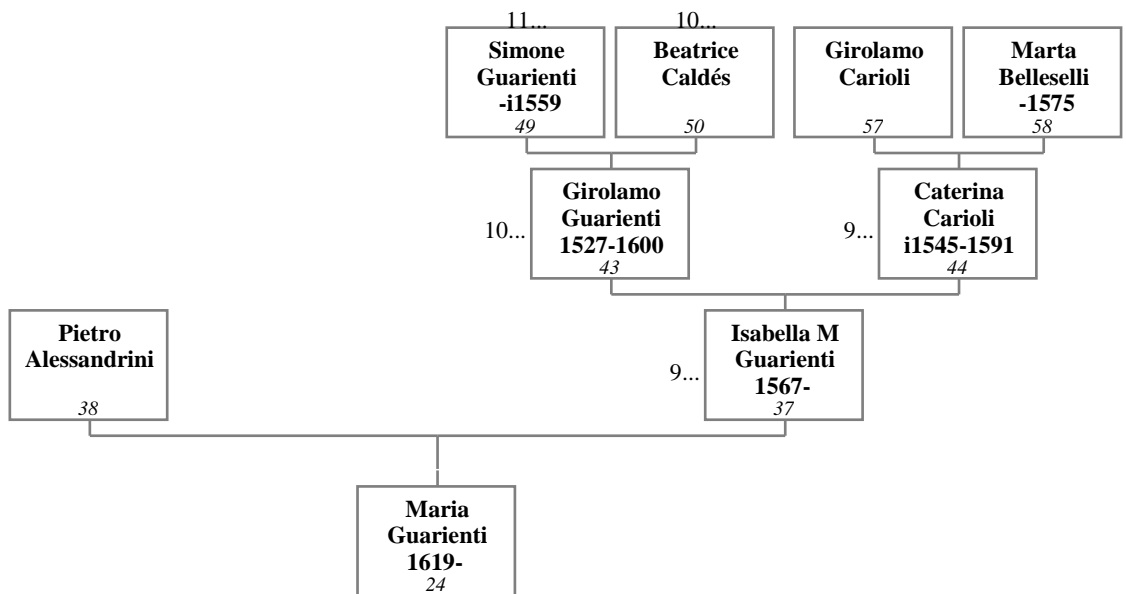 11...
Simone
Guarienti
-i1559
49
10...
Beatrice
Caldés
50
Girolamo
Carioli
57
Marta
Belleselli
-1575
58
10...
Girolamo
Guarienti
1527-1600
43
9...
Caterina
Carioli
i1545-1591
44
Pietro
Alessandrini
38
9...
Isabella M
Guarienti
1567-
37
Maria
Guarienti
1619-
24